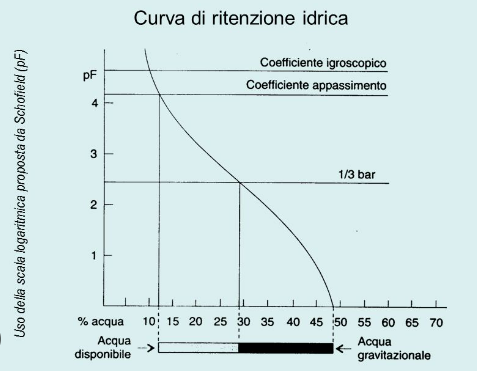 Curva di ritenzione idrica
Uso della scala logaritmica proposta da Schofield (pF)
pF
Coefficiente igroscopico
Coefficiente appassimento
4
3
1/3 bar
2
1
% acqua 10 15 20 25 30 35 40 45 50 55 60 65 70
Acqua disponibile
Acqua gravitazionale